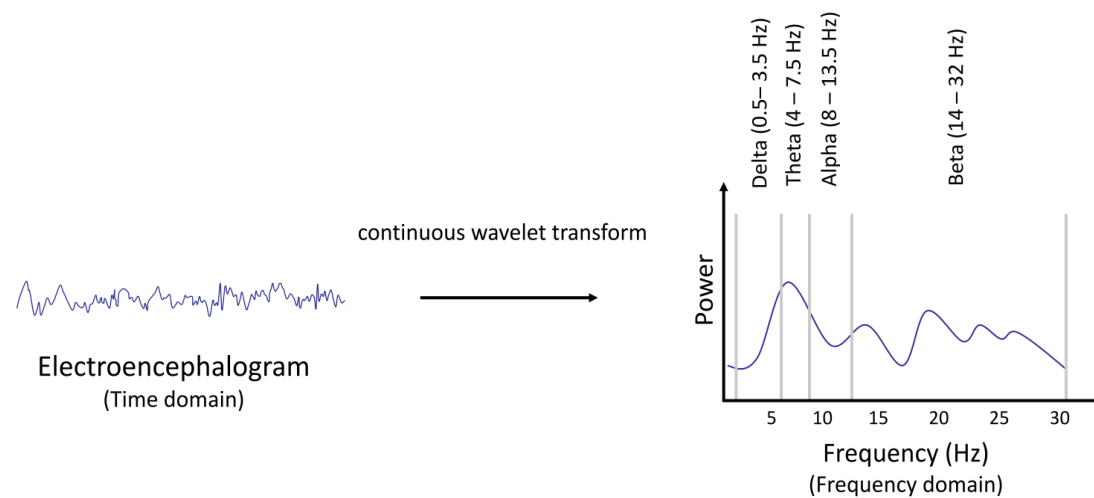 Delta (0.5– 3.5 Hz)
Theta (4 – 7.5 Hz)
Alpha (8 – 13.5 Hz)
Beta (14 – 32 Hz)
continuous wavelet transform
Electroencephalogram
(Time domain)
Power
5 10 15 20 25 30
Frequency (Hz)
(Frequency domain)